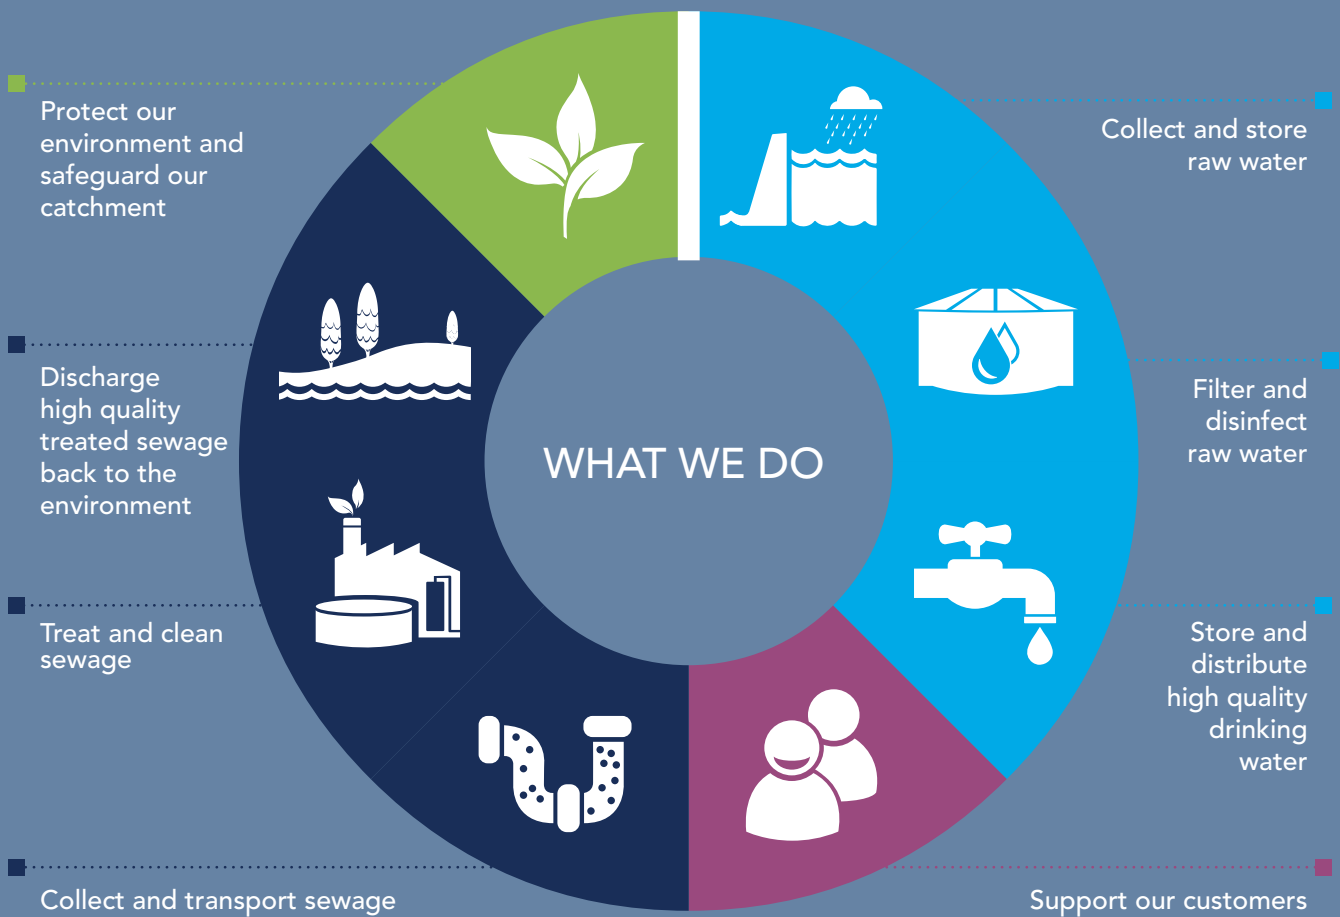 Protect our
environment and
safeguard our
catchment
Discharge
high quality
treated sewage
back to the
environment
Treat and clean
sewage
Collect and transport sewage
WHAT WE DO
Collect and store
raw water
Filter and
disinfect
raw water
Store and
distribute
high quality
drinking
water
Support our customers